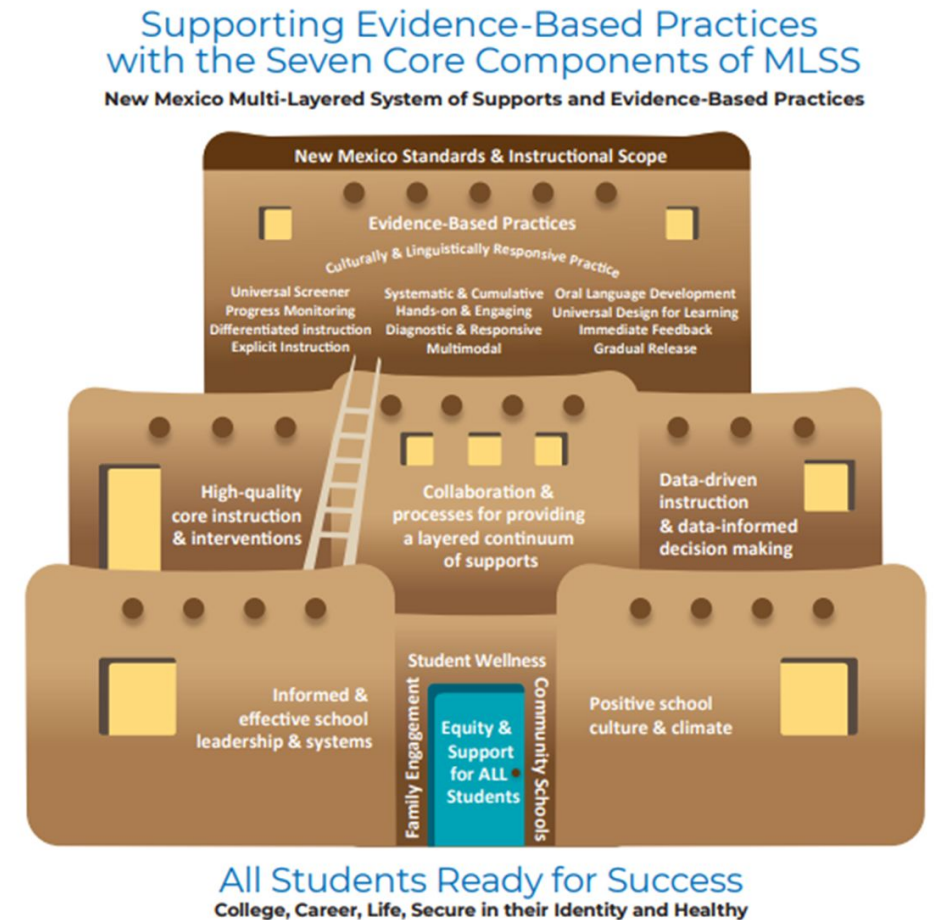 Supporting Evidence-Based Practices
with the Seven Core Components of MLSS
New Mexico Multi-Layered System of Supports and Evidence-Based Practices
New Mexico Standards & Instructional Scope
Evidence-Based Practices
Culturally & Linguistically Responsive Practice
Universal Screener
Progress Monitoring
Differentiated instruction
Explicit Instruction
Systematic & Cumulative
Hands-on & Engaging
Diagnostic & Responsive
Multimodal
Oral Language Development
Universal Design for Learning
Immediate Feedback
Gradual Release
High-quality
core instruction
& interventions
Collaboration &
processes for providing
a layered continuum
of supports
Data-driven
instruction
& data-informed
decision making
Informed &
effective school
leadership & systems
Student Wellness
Family Engagement
Equity &
Support
for ALL
Students
Community Schools
Positive school
culture & climate
All Students Ready for Success
College, Career, Life, Secure in their Identity and Healthy